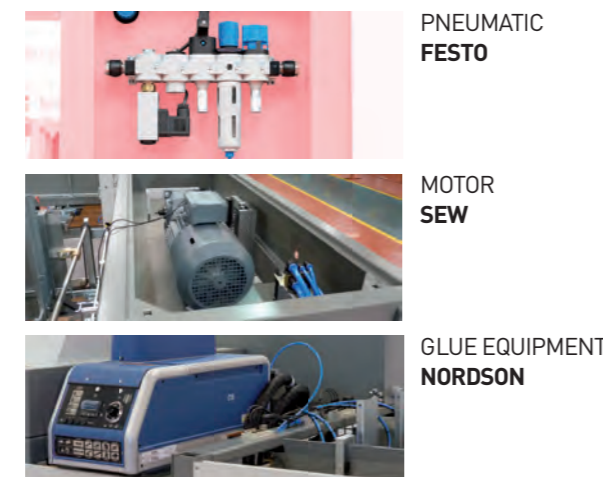 PNEUMATIC
FESTO
MOTOR
SEW
GLUE EQUIPMENT
NORDSON